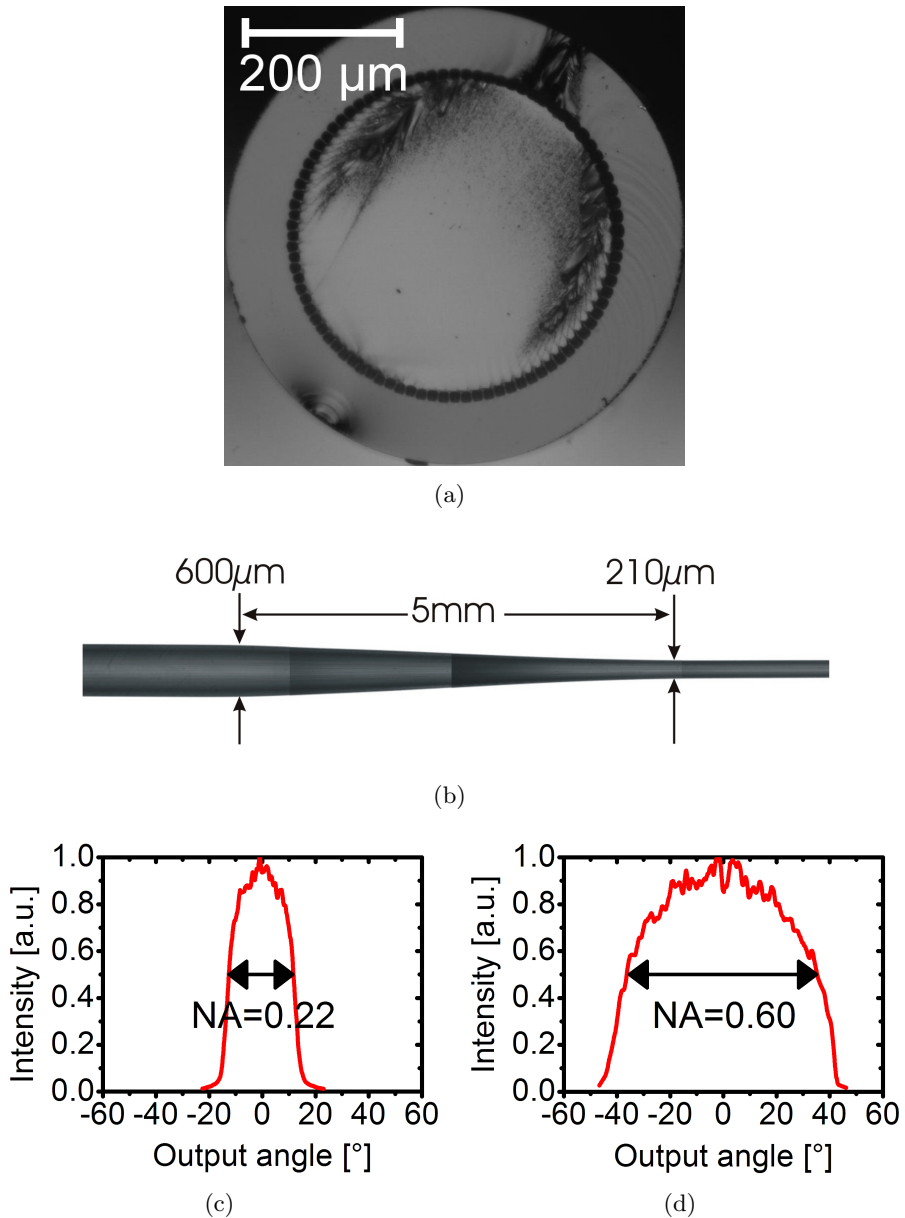 200 µm
(a)
600µm
210µm
5mm
(b)
1.0
0.8
0.6
0.4
0.2
0.0
Intensity [a.u.]
NA=0.22
-60 -40 -20 0 20 40 60
Output angle [°]
(c)
1.0
0.8
0.6
0.4
0.2
0.0
Intensity [a.u.]
NA=0.60
-60 -40 -20 0 20 40 60
Output angle [°]
(d)